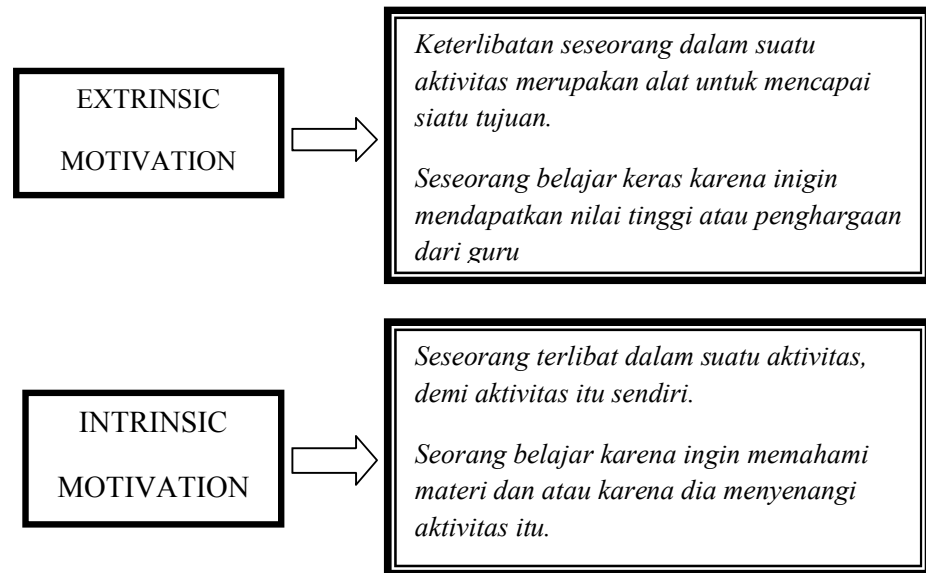 EXTRINSIC
MOTIVATION
Keterlibatan seseorang dalam suatu
aktivitas merupakan alat untuk mencapai
siatu tujuan.
Seseorang belajar keras karena inigin
mendapatkan nilai tinggi atau penghargaan
dari guru
INTRINSIC
MOTIVATION
Seseorang terlibat dalam suatu aktivitas,
demi aktivitas itu sendiri.
Seorang belajar karena ingin memahami
materi dan atau karena dia menyenangi
aktivitas itu.